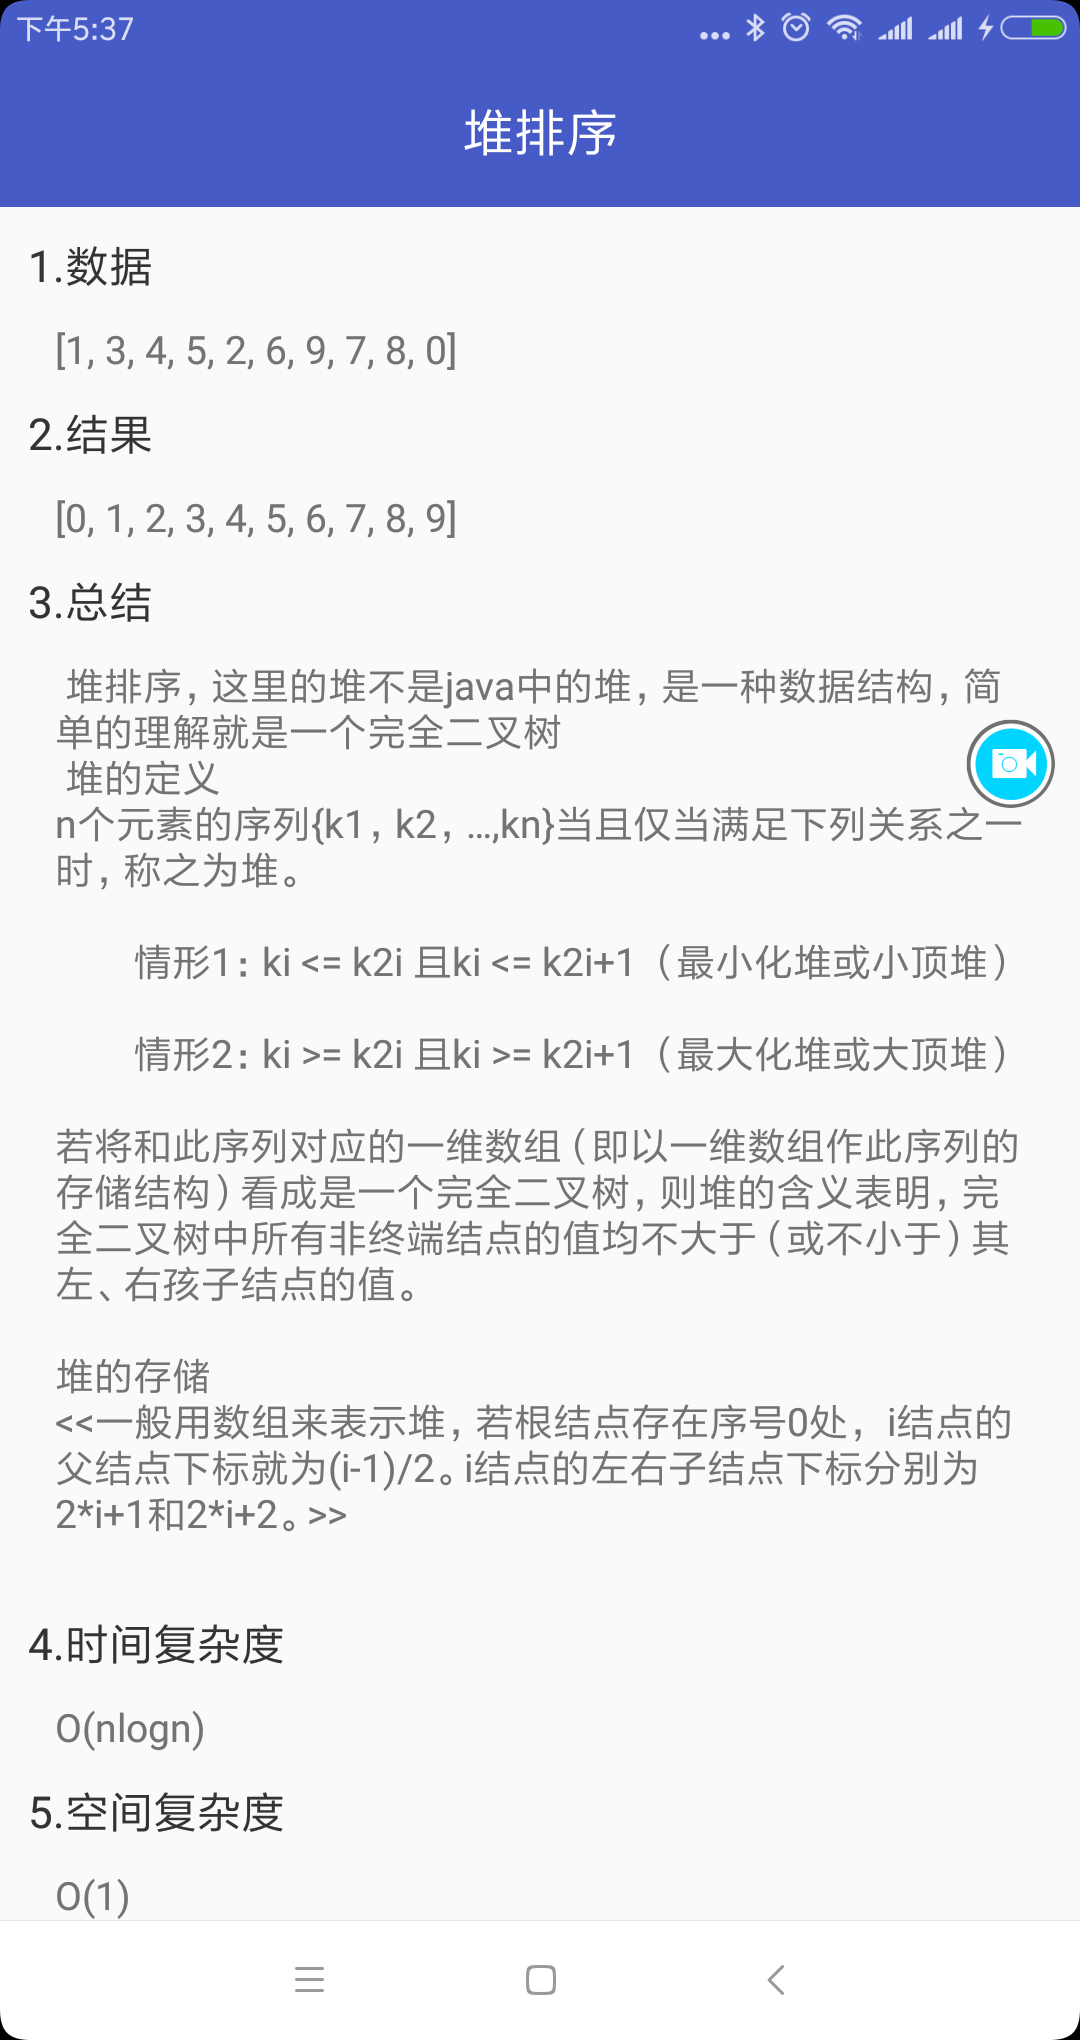 下午5:37
堆排序
1.数据
[1, 3, 4, 5, 2, 6, 9, 7, 8, 0]
2.结果
[0, 1, 2, 3, 4, 5, 6, 7, 8, 9]
3.总结
堆排序，这里的堆不是java中的堆，是一种数据结构，简
单的理解就是一个完全二叉树
堆的定义
n个元素的序列{k1，k2，...,kn}当且仅当满足下列关系之一
时，称之为堆。
情形1：ki <= k2i 且ki <= k2i+1（最小化堆或小顶堆）
情形2：ki >= k2i 且ki >= k2i+1（最大化堆或大顶堆）
若将和此序列对应的一维数组（即以一维数组作此序列的
存储结构）看成是一个完全二叉树，则堆的含义表明，完
全二叉树中所有非终端结点的值均不大于（或不小于）其
左、右孩子结点的值。
堆的存储
<<一般用数组来表示堆，若根结点存在序号0处， i结点的
父结点下标就为(i-1)/2。i结点的左右子结点下标分别为
2*i+1和2*i+2。>>
4.时间复杂度
O(nlogn)
5.空间复杂度
O(1)